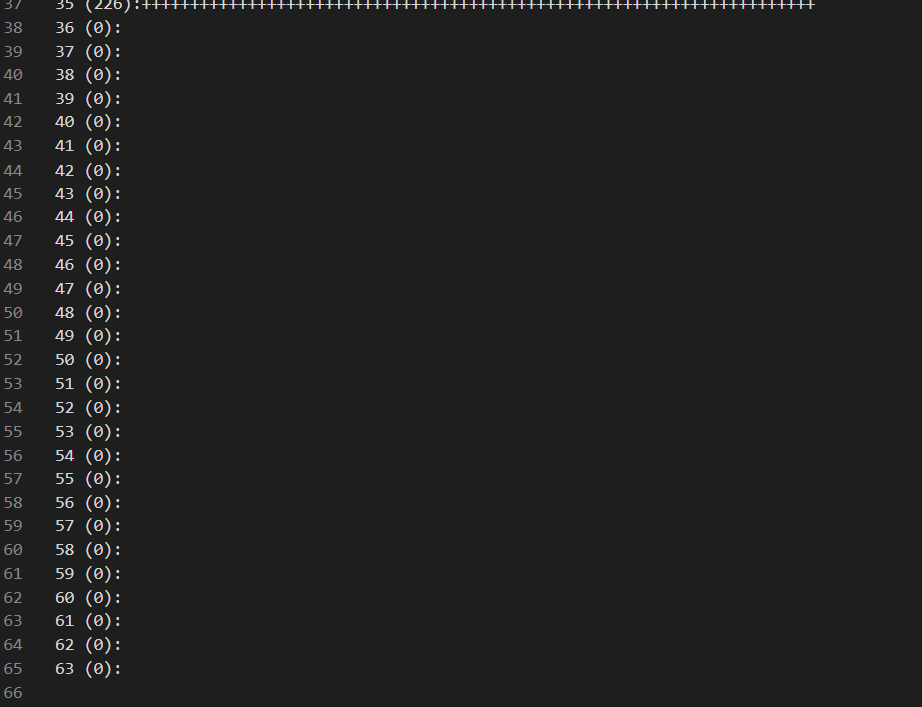 37 35 (226):++++++++++++++++++++++++++++++++++++++++++++++++++++++++++++++++++++++
38 36 (0):
39 37 (0):
40 38 (0):
41 39 (0):
42 40 (0):
43 41 (0):
44 42 (0):
45 43 (0):
46 44 (0):
47 45 (0):
48 46 (0):
49 47 (0):
50 48 (0):
51 49 (0):
52 50 (0):
53 51 (0):
54 52 (0):
55 53 (0):
56 54 (0):
57 55 (0):
58 56 (0):
59 57 (0):
60 58 (0):
61 59 (0):
62 60 (0):
63 61 (0):
64 62 (0):
65 63 (0):
66